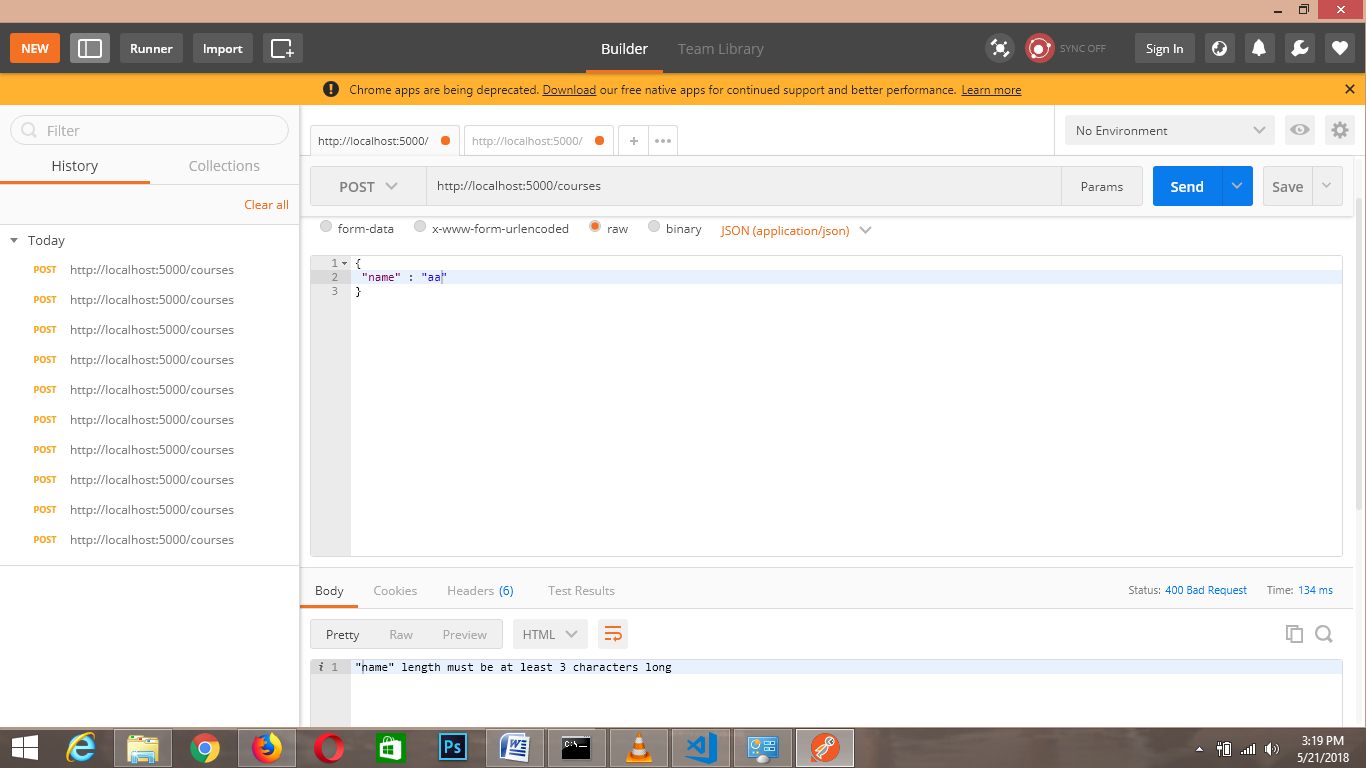 NEW Runner Import Builder Team Library SYNC OFF Sign In
Chrome apps are being deprecated. Download our free native apps for continued support and better performance. Learn more
Filter
History Collections
Clear all
Today
POST http://localhost:5000/courses
POST http://localhost:5000/courses
POST http://localhost:5000/courses
POST http://localhost:5000/courses
POST http://localhost:5000/courses
POST http://localhost:5000/courses
POST http://localhost:5000/courses
POST http://localhost:5000/courses
POST http://localhost:5000/courses
POST http://localhost:5000/courses
http://localhost:5000/ http://localhost:5000/ + ••• No Environment
POST http://localhost:5000/courses Params Send Save
form-data x-www-form-urlencoded raw binary JSON (application/json)
1 {
2 "name" : "aa"
3 }
Body Cookies Headers (6) Test Results Status: 400 Bad Request Time: 134 ms
Pretty Raw Preview HTML
i 1 "name" length must be at least 3 characters long
Ps
C:\_
3:19 PM
5/21/2018